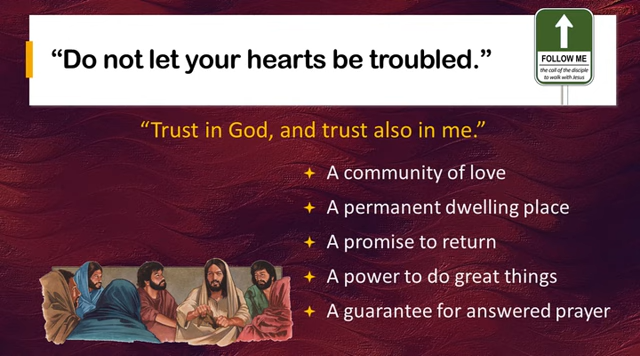 “Do not let your hearts be troubled.”
FOLLOW ME
the call of the disciple
to walk with Jesus
“Trust in God, and trust also in me.”
A community of love
A permanent dwelling place
A promise to return
A power to do great things
A guarantee for answered prayer